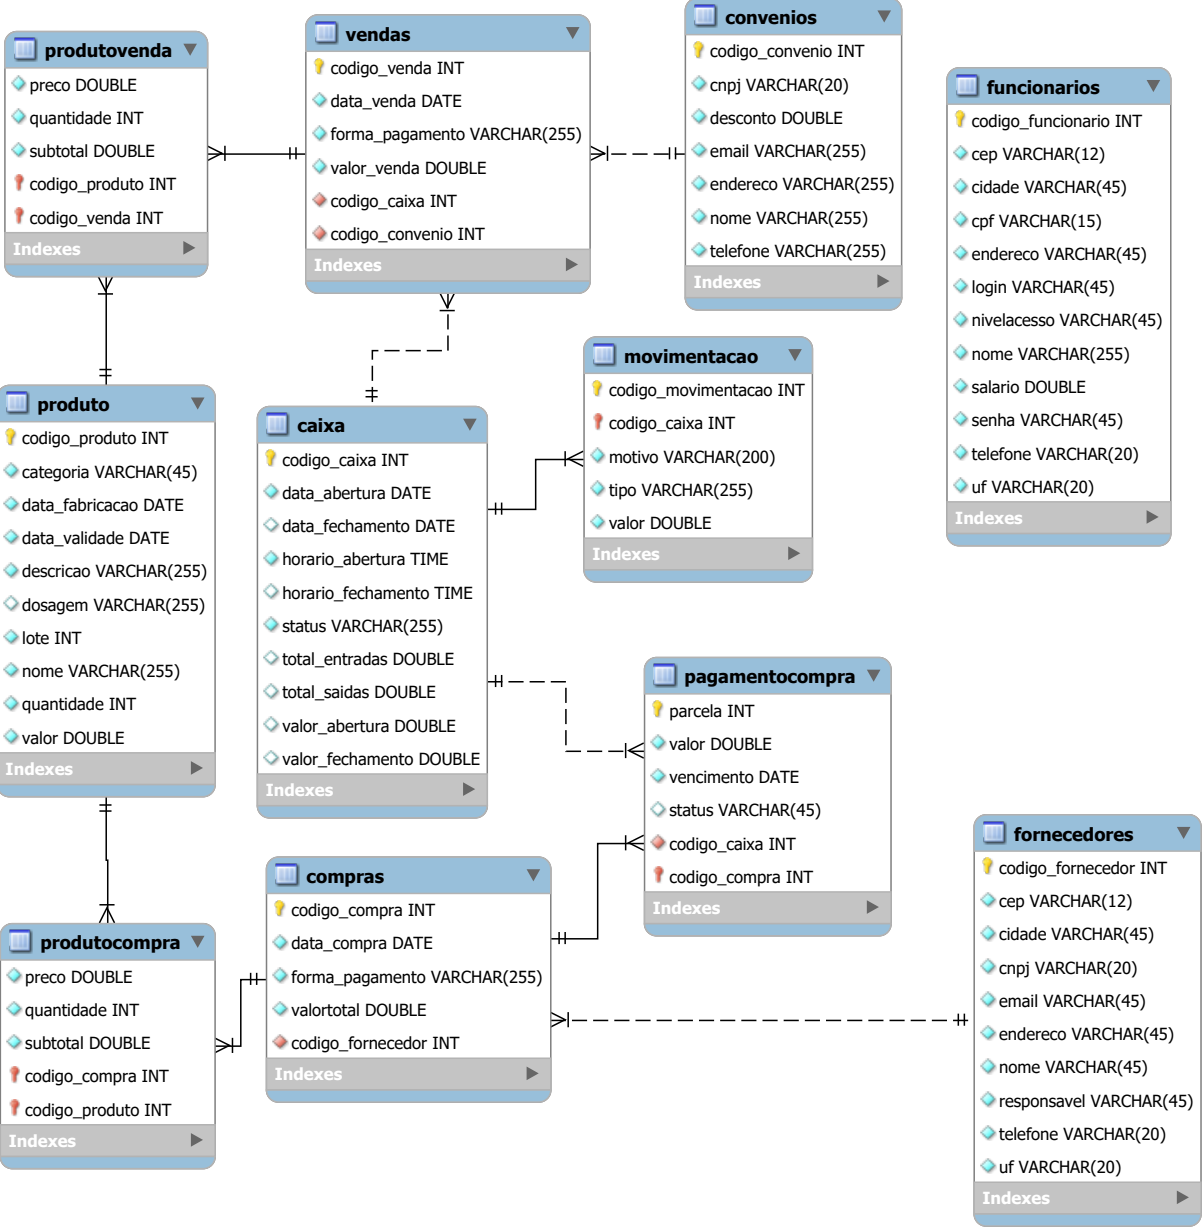 produtovenda
preco DOUBLE
quantidade INT
subtotal DOUBLE
codigo_produto INT
codigo_venda INT
Indexes
vendas
codigo_venda INT
data_venda DATE
forma_pagamento VARCHAR(255)
valor_venda DOUBLE
codigo_caixa INT
codigo_convenio INT
Indexes
convenios
codigo_convenio INT
cnpj VARCHAR(20)
desconto DOUBLE
email VARCHAR(255)
endereco VARCHAR(255)
nome VARCHAR(255)
telefone VARCHAR(255)
Indexes
funcionarios
codigo_funcionario INT
cep VARCHAR(12)
cidade VARCHAR(45)
cpf VARCHAR(15)
endereco VARCHAR(45)
login VARCHAR(45)
nivelacesso VARCHAR(45)
nome VARCHAR(255)
salario DOUBLE
senha VARCHAR(45)
telefone VARCHAR(20)
uf VARCHAR(20)
Indexes
produto
codigo_produto INT
categoria VARCHAR(45)
data_fabricacao DATE
data_validade DATE
descricao VARCHAR(255)
dosagem VARCHAR(255)
lote INT
nome VARCHAR(255)
quantidade INT
valor DOUBLE
Indexes
caixa
codigo_caixa INT
data_abertura DATE
data_fechamento DATE
horario_abertura TIME
horario_fechamento TIME
status VARCHAR(255)
total_entradas DOUBLE
total_saidas DOUBLE
valor_abertura DOUBLE
valor_fechamento DOUBLE
Indexes
movimentacao
codigo_movimentacao INT
codigo_caixa INT
motivo VARCHAR(200)
tipo VARCHAR(255)
valor DOUBLE
Indexes
pagamentocompra
parcela INT
valor DOUBLE
vencimento DATE
status VARCHAR(45)
codigo_caixa INT
codigo_compra INT
Indexes
produtocompra
preco DOUBLE
quantidade INT
subtotal DOUBLE
codigo_compra INT
codigo_produto INT
Indexes
compras
codigo_compra INT
data_compra DATE
forma_pagamento VARCHAR(255)
valortotal DOUBLE
codigo_fornecedor INT
Indexes
fornecedores
codigo_fornecedor INT
cep VARCHAR(12)
cidade VARCHAR(45)
cnpj VARCHAR(20)
email VARCHAR(45)
endereco VARCHAR(45)
nome VARCHAR(45)
responsavel VARCHAR(45)
telefone VARCHAR(20)
uf VARCHAR(20)
Indexes